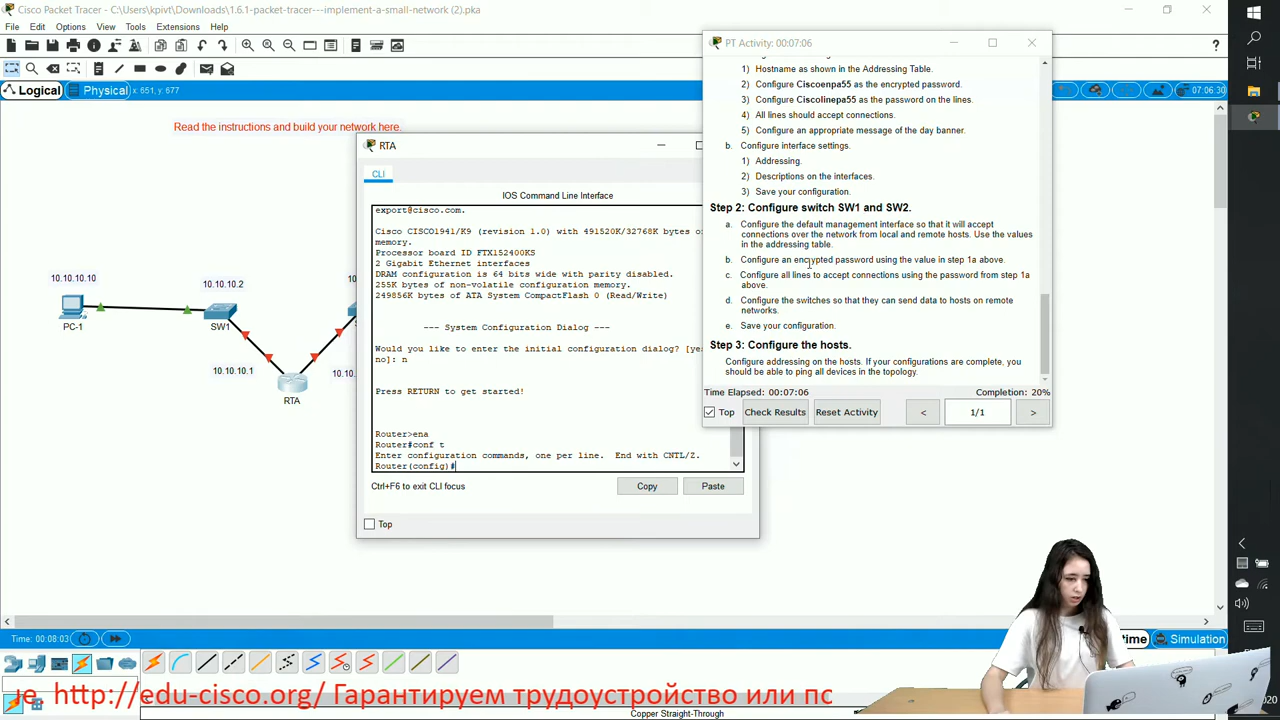 Cisco Packet Tracer - C:\Users\kpivt\Downloads\1.6.1-packet-tracer---implement-a-small-network (2).pka
File Edit Options View Tools Extensions Help
Logical Physical x: 651, y: 677
07:06:30
Read the instructions and build your network here.
10.10.10.10
PC-1
10.10.10.2
SW1
10.10.10.1
RTA
10.
RTA
CLI
IOS Command Line Interface
export@cisco.com.
Cisco CISCO1941/K9 (revision 1.0) with 491520K/32768K bytes of
memory.
Processor board ID FTX152400KS
2 Gigabit Ethernet interfaces
DRAM configuration is 64 bits wide with parity disabled.
255K bytes of non-volatile configuration memory.
249856K bytes of ATA System CompactFlash 0 (Read/Write)
--- System Configuration Dialog ---
Would you like to enter the initial configuration dialog? [yes/
no]: n
Press RETURN to get started!
Router>ena
Router#conf t
Enter configuration commands, one per line. End with CNTL/Z.
Router(config)#
Ctrl+F6 to exit CLI focus
Copy
Paste
Top
PT Activity: 00:07:06
1) Hostname as shown in the Addressing Table.
2) Configure Ciscoenpa55 as the encrypted password.
3) Configure Ciscolinepa55 as the password on the lines.
4) All lines should accept connections.
5) Configure an appropriate message of the day banner.
b. Configure interface settings.
1) Addressing.
2) Descriptions on the interfaces.
3) Save your configuration.
Step 2: Configure switch SW1 and SW2.
a. Configure the default management interface so that it will accept
connections over the network from local and remote hosts. Use the values
in the addressing table.
b. Configure an encrypted password using the value in step 1a above.
c. Configure all lines to accept connections using the password from step 1a
above.
d. Configure the switches so that they can send data to hosts on remote
networks.
e. Save your configuration.
Step 3: Configure the hosts.
Configure addressing on the hosts. If your configurations are complete, you
should be able to ping all devices in the topology.
Time Elapsed: 00:07:06 Completion: 20%
Top Check Results Reset Activity < 1/1 >
Time: 00:08:03
time Simulation
е. http://edu-cisco.org/ Гарантируем трудоустройство или пс
Copper Straight-Through